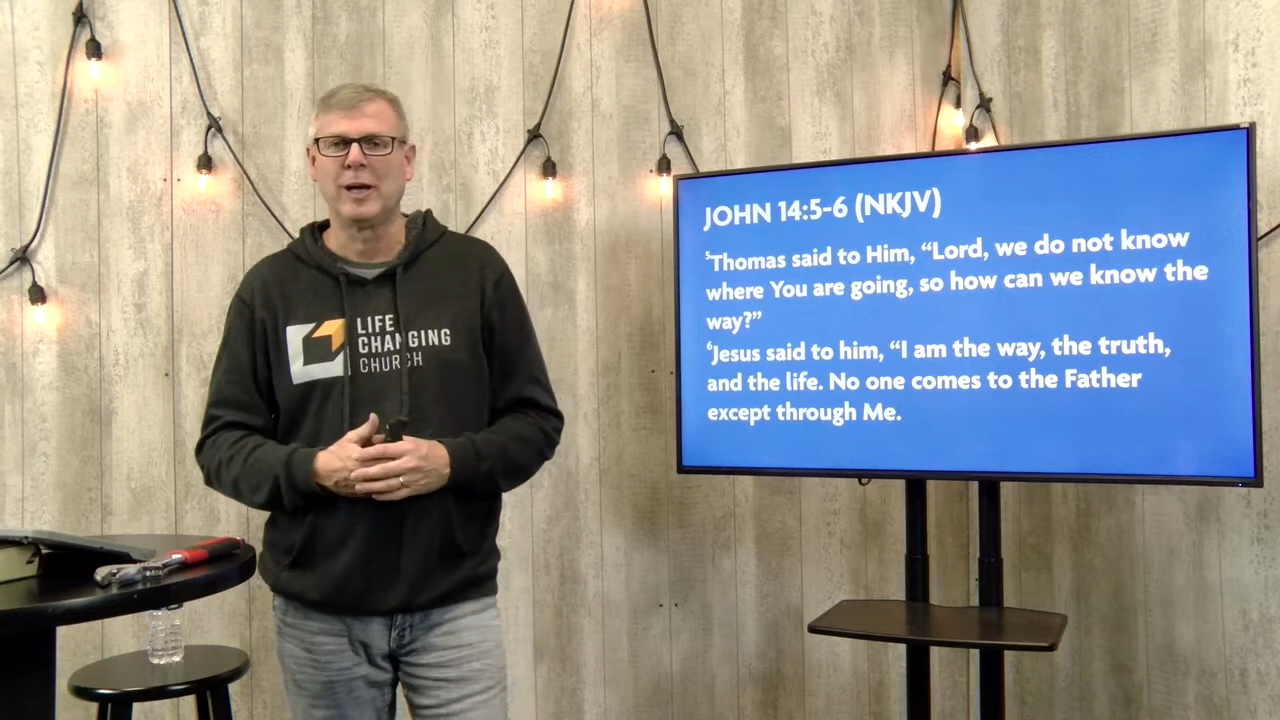 LIFE
CHANGING
CHURCH
JOHN 14:5-6 (NKJV)
⁵Thomas said to Him, “Lord, we do not know
where You are going, so how can we know the
way?”
⁶Jesus said to him, “I am the way, the truth,
and the life. No one comes to the Father
except through Me.